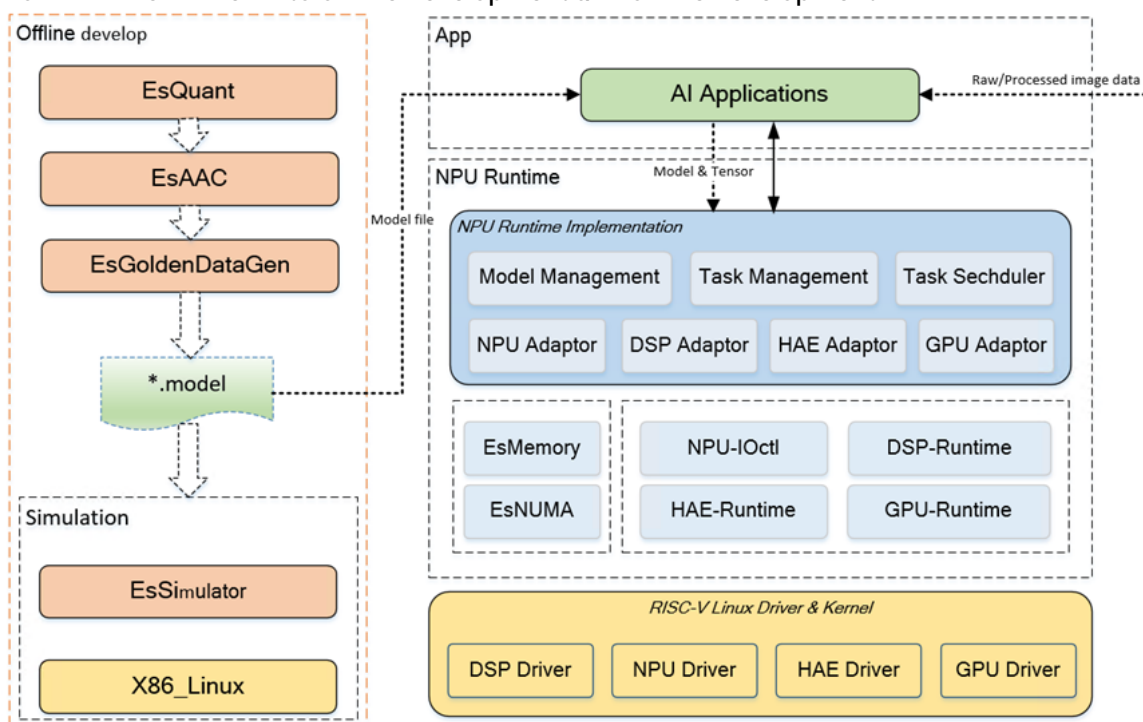 Offline develop
EsQuant
EsAAC
EsGoldenDataGen
*.model
Simulation
EsSimulator
X86_Linux
Model file
App
AI Applications
Raw/Processed image data
NPU Runtime
Model & Tensor
NPU Runtime Implementation
Model Management
Task Management
Task Sechduler
NPU Adaptor
DSP Adaptor
HAE Adaptor
GPU Adaptor
EsMemory
EsNUMA
NPU-IOctl
DSP-Runtime
HAE-Runtime
GPU-Runtime
RISC-V Linux Driver & Kernel
DSP Driver
NPU Driver
HAE Driver
GPU Driver